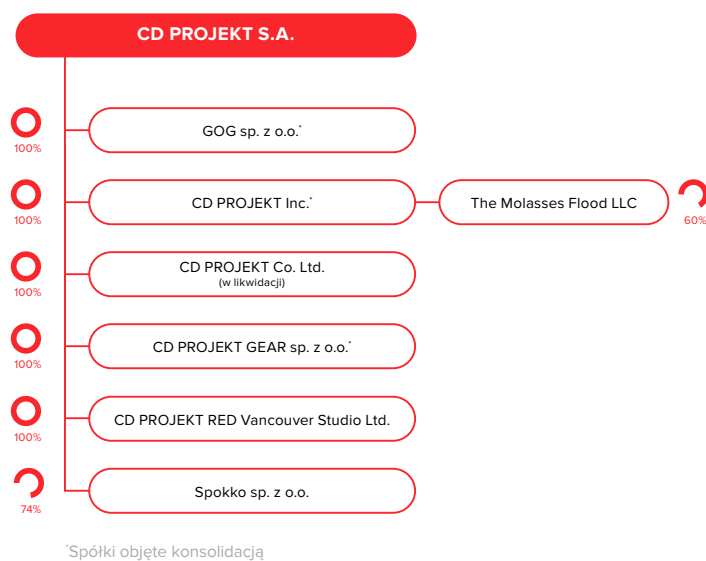 CD PROJEKT S.A.
100%
GOG sp. z o.o.*
100%
CD PROJEKT Inc.*
The Molasses Flood LLC
60%
100%
CD PROJEKT Co. Ltd.
(w likwidacji)
100%
CD PROJEKT GEAR sp. z o.o.*
100%
CD PROJEKT RED Vancouver Studio Ltd.
74%
Spokko sp. z o.o.
*Spółki objęte konsolidacją